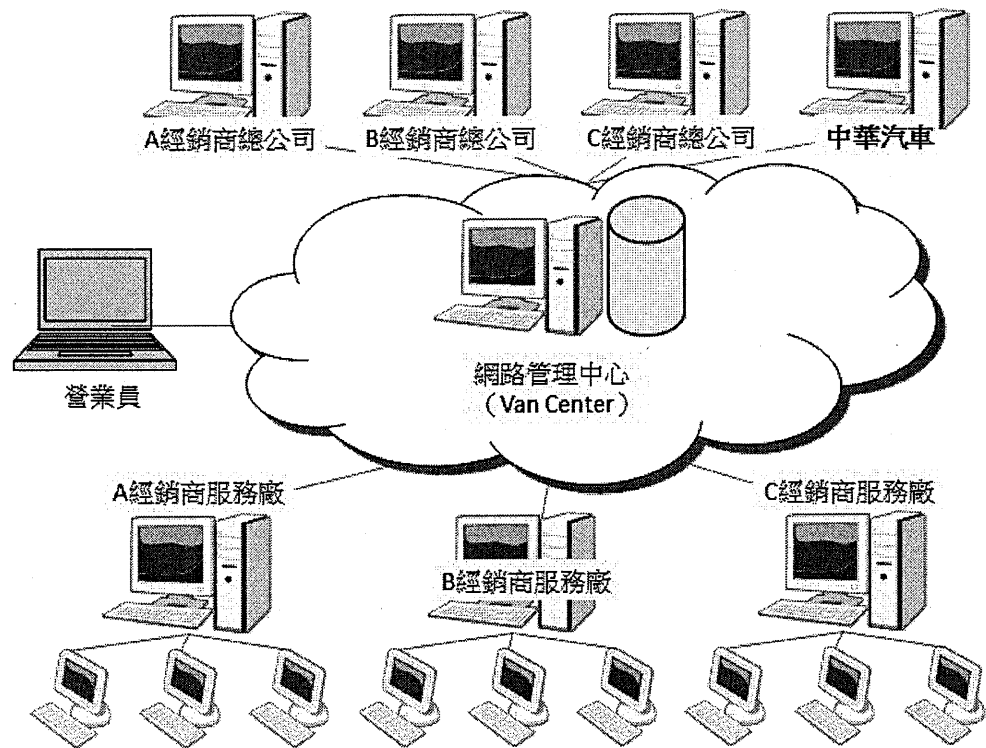 A經銷商總公司
B經銷商總公司
C經銷商總公司
中華汽車
營業員
網路管理中心
（Van Center）
A經銷商服務廠
C經銷商服務廠
B經銷商服務廠